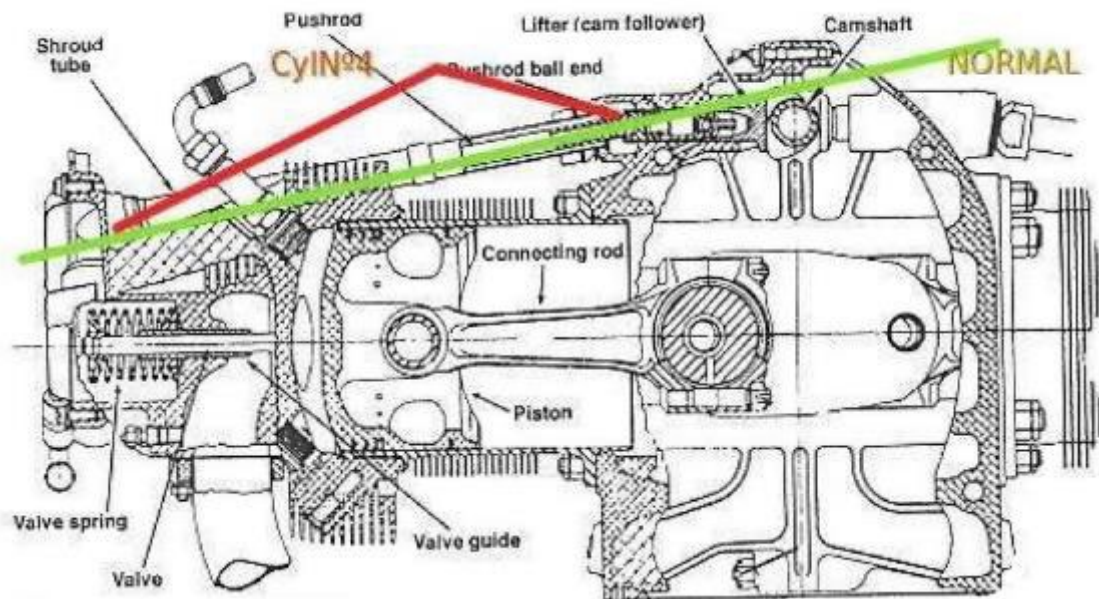 Pushrod
Lifter (cam follower)
Camshaft
Shroud
tube
CylNº4
Pushrod ball end
NORMAL
Connecting rod
Piston
Valve spring
Valve guide
Valve